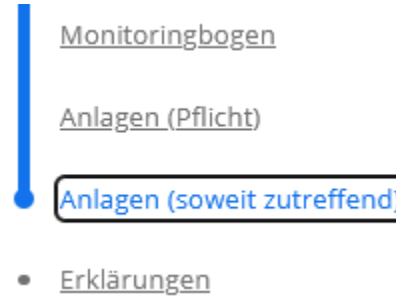 Monitoringbogen
Anlagen (Pflicht)
Anlagen (soweit zutreffend)
Erklärungen